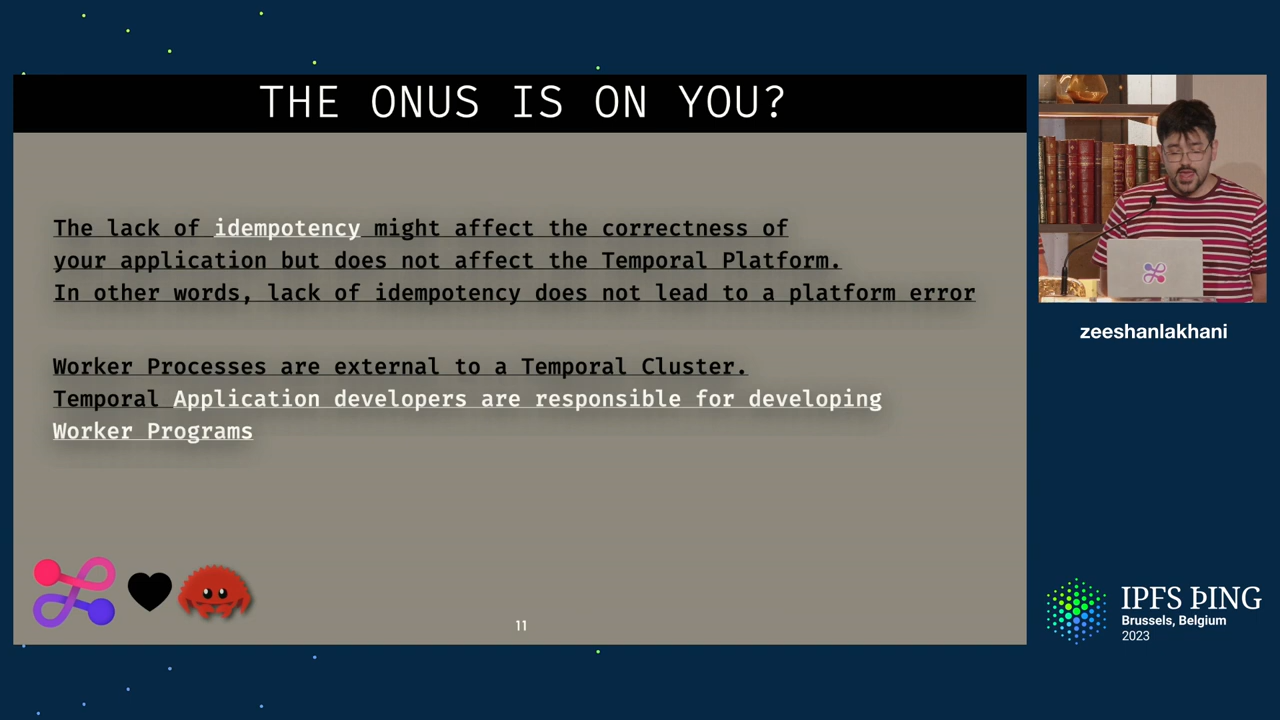 THE ONUS IS ON YOU?
The lack of idempotency might affect the correctness of
your application but does not affect the Temporal Platform.
In other words, lack of idempotency does not lead to a platform error
Worker Processes are external to a Temporal Cluster.
Temporal Application developers are responsible for developing
Worker Programs
11
zeeshanlakhani
IPFS ÞING
Brussels, Belgium
2023